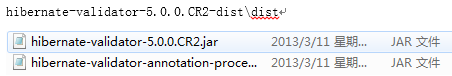 hibernate-validator-5.0.0.CR2-dist\dist↵
hibernate-validator-5.0.0.CR2.jar 2013/3/11 星期... JAR 文件
hibernate-validator-annotation-proce... 2013/3/11 星期... JAR 文件